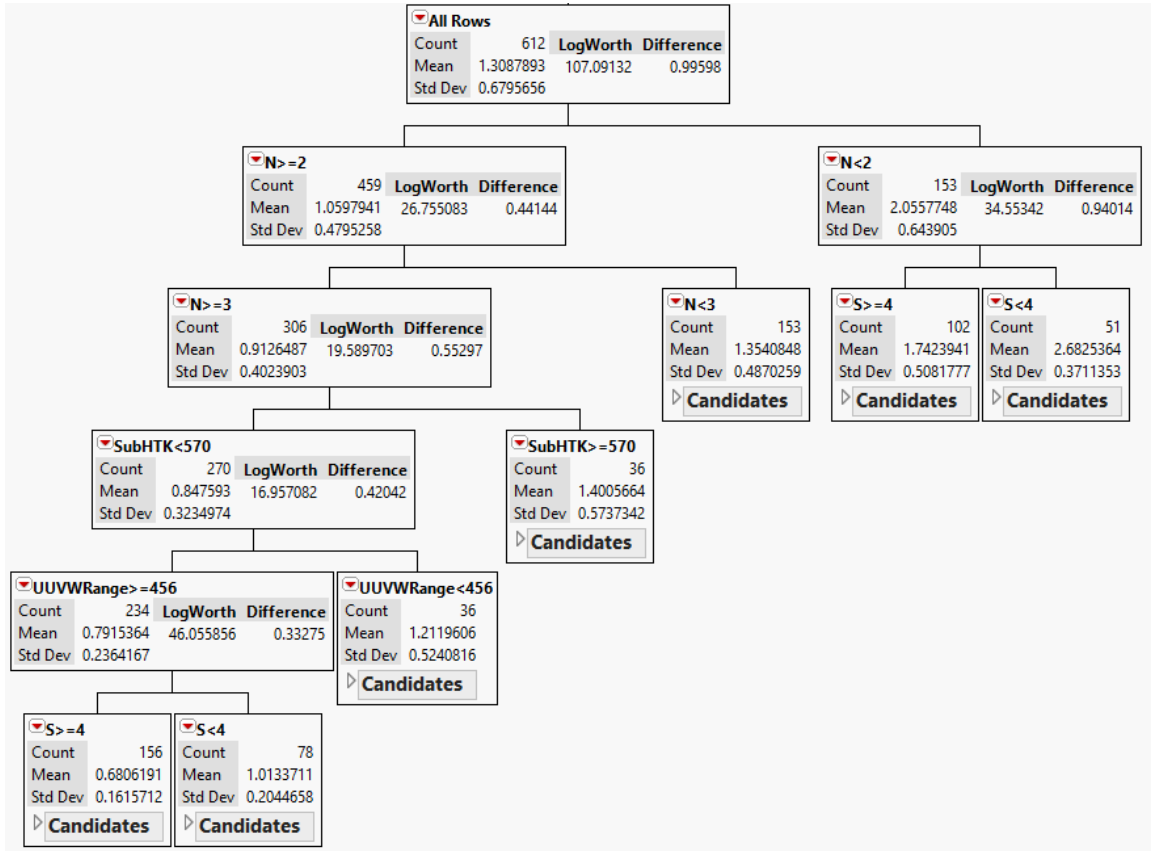 All Rows
Count 612 LogWorth Difference
Mean 1.3087893 107.09132 0.99598
Std Dev 0.6795656
N>=2
Count 459 LogWorth Difference
Mean 1.0597941 26.755083 0.44144
Std Dev 0.4795258
N<2
Count 153 LogWorth Difference
Mean 2.0557748 34.55342 0.94014
Std Dev 0.643905
N>=3
Count 306 LogWorth Difference
Mean 0.9126487 19.589703 0.55297
Std Dev 0.4023903
N<3
Count 153
Mean 1.3540848
Std Dev 0.4870259
Candidates
S>=4
Count 102
Mean 1.7423941
Std Dev 0.5081777
Candidates
S<4
Count 51
Mean 2.6825364
Std Dev 0.3711353
Candidates
SubHTK<570
Count 270 LogWorth Difference
Mean 0.847593 16.957082 0.42042
Std Dev 0.3234974
SubHTK>=570
Count 36
Mean 1.4005664
Std Dev 0.5737342
Candidates
UUVWRange>=456
Count 234 LogWorth Difference
Mean 0.7915364 46.055856 0.33275
Std Dev 0.2364167
UUVWRange<456
Count 36
Mean 1.2119606
Std Dev 0.5240816
Candidates
S>=4
Count 156
Mean 0.6806191
Std Dev 0.1615712
Candidates
S<4
Count 78
Mean 1.0133711
Std Dev 0.2044658
Candidates